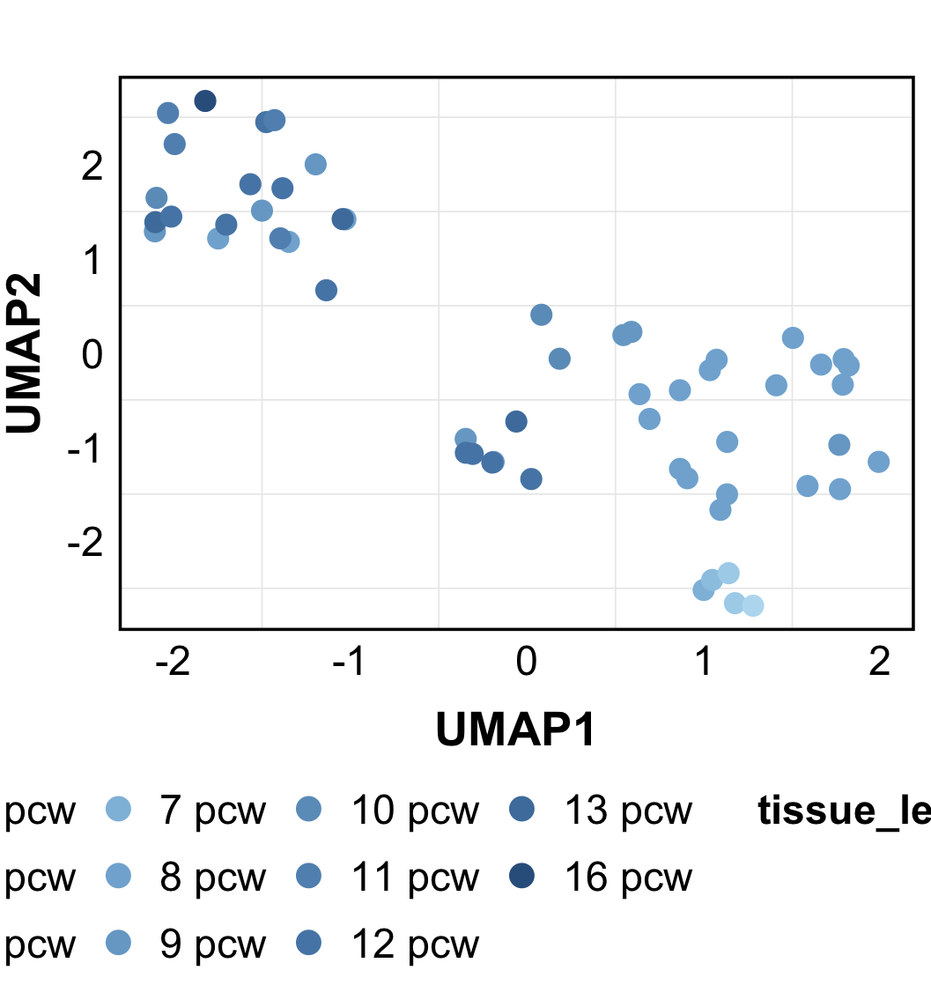 2
1
0
-1
-2
UMAP2
-2 -1 0 1 2
UMAP1
pcw 7 pcw 10 pcw 13 pcw tissue_le
pcw 8 pcw 11 pcw 16 pcw
pcw 9 pcw 12 pcw